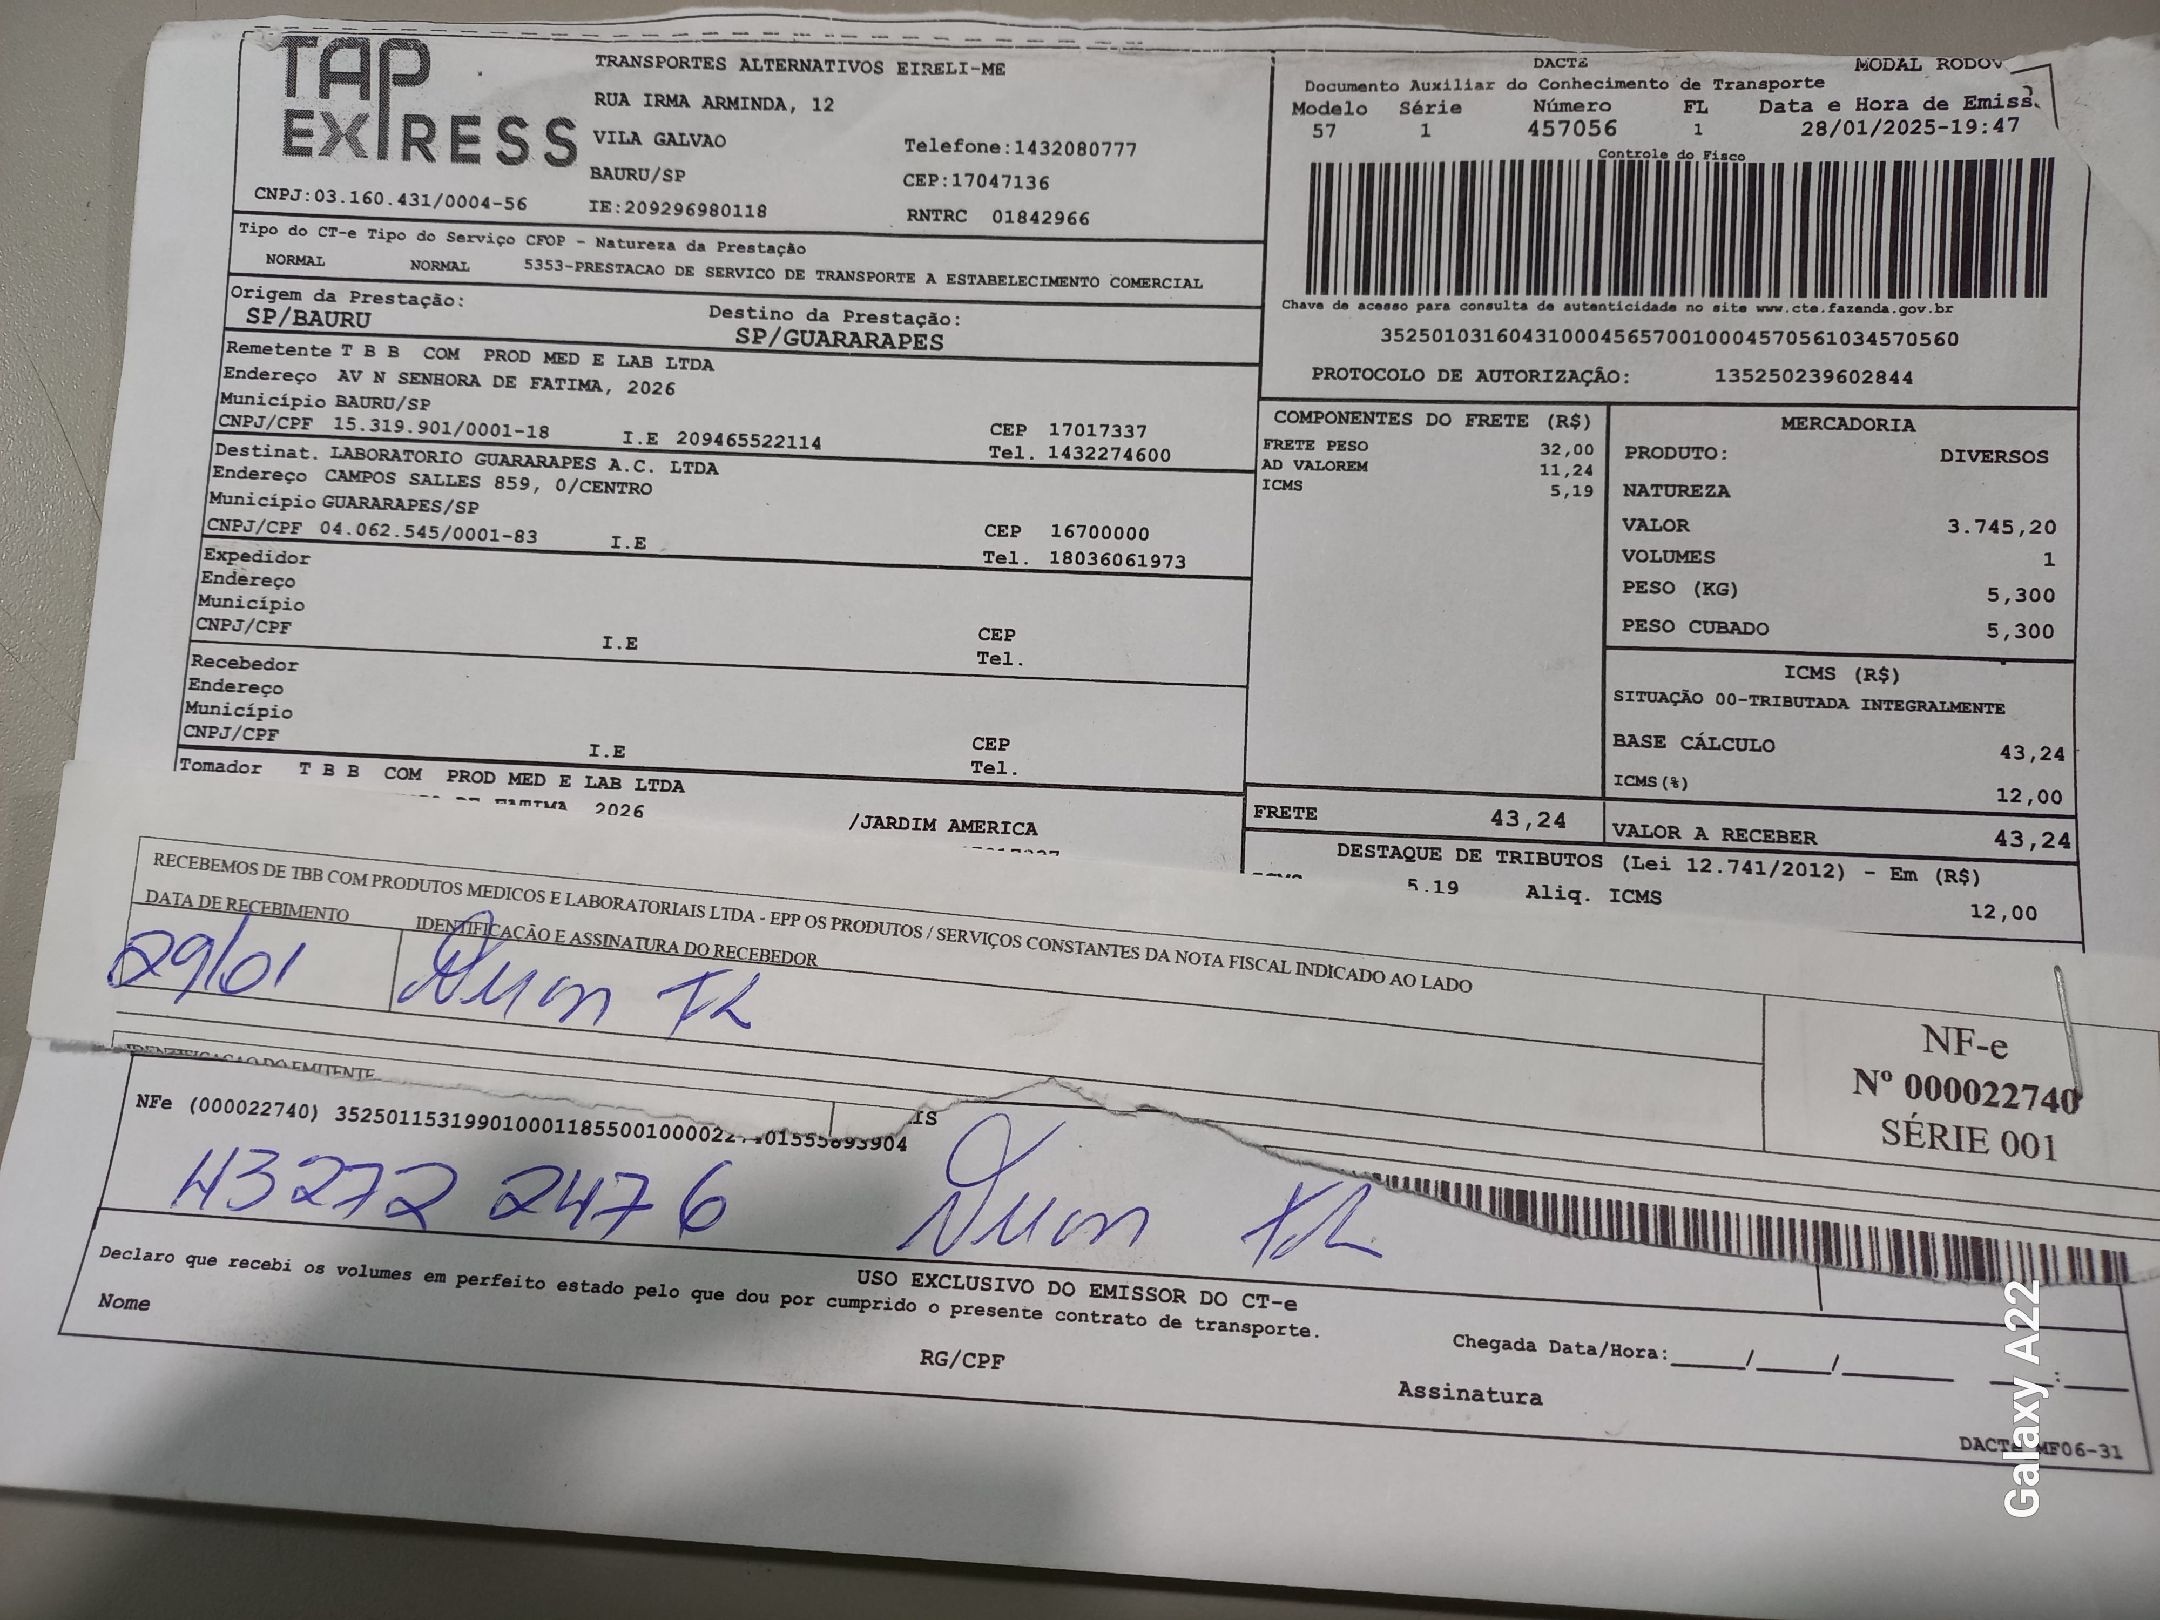 TAP
EXPRESS
TRANSPORTES ALTERNATIVOS EIRELI-ME
RUA IRMA ARMINDA, 12
VILA GALVAO Telefone:1432080777
BAURU/SP CEP:17047136
CNPJ:03.160.431/0004-56 IE:209296980118 RNTRC 01842966
DACTE MODAL RODOV
Documento Auxiliar do Conhecimento de Transporte
Modelo Série Número FL Data e Hora de Emiss
57 1 457056 1 28/01/2025-19:47
Controle do Fisco
Chave de acesso para consulta de autenticidade no site www.cte.fazenda.gov.br
35250103160431000456570010004570561034570560
PROTOCOLO DE AUTORIZAÇÃO: 135250239602844
Tipo do CT-e Tipo do Serviço CFOP - Natureza da Prestação
NORMAL NORMAL 5353-PRESTACAO DE SERVICO DE TRANSPORTE A ESTABELECIMENTO COMERCIAL
Origem da Prestação: Destino da Prestação:
SP/BAURU SP/GUARARAPES
Remetente T B B COM PROD MED E LAB LTDA
Endereço AV N SENHORA DE FATIMA, 2026
Município BAURU/SP CEP 17017337
CNPJ/CPF 15.319.901/0001-18 I.E 209465522114 Tel. 1432274600
Destinat. LABORATORIO GUARARAPES A.C. LTDA
Endereço CAMPOS SALLES 859, 0/CENTRO
Município GUARARAPES/SP CEP 16700000
CNPJ/CPF 04.062.545/0001-83 I.E Tel. 18036061973
Expedidor
Endereço
Município CEP
CNPJ/CPF I.E Tel.
Recebedor
Endereço
Município CEP
CNPJ/CPF I.E Tel.
Tomador T B B COM PROD MED E LAB LTDA
FATIMA, 2026 /JARDIM AMERICA
COMPONENTES DO FRETE (R$)
FRETE PESO 32,00
AD VALOREM 11,24
ICMS 5,19
MERCADORIA
PRODUTO: DIVERSOS
NATUREZA
VALOR 3.745,20
VOLUMES 1
PESO (KG) 5,300
PESO CUBADO 5,300
ICMS (R$)
SITUAÇÃO 00-TRIBUTADA INTEGRALMENTE
BASE CÁLCULO 43,24
ICMS(%) 12,00
FRETE 43,24 VALOR A RECEBER 43,24
DESTAQUE DE TRIBUTOS (Lei 12.741/2012) - Em (R$)
5.19 Aliq. ICMS 12,00
RECEBEMOS DE TBB COM PRODUTOS MEDICOS E LABORATORIAIS LTDA - EPP OS PRODUTOS / SERVIÇOS CONSTANTES DA NOTA FISCAL INDICADO AO LADO
DATA DE RECEBIMENTO IDENTIFICAÇÃO E ASSINATURA DO RECEBEDOR
29/01
NF-e
Nº 000022740
SÉRIE 001
IDENTIFICAÇÃO DO EMITENTE
NFe (000022740)
43272 2476
USO EXCLUSIVO DO EMISSOR DO CT-e
Declaro que recebi os volumes em perfeito estado pelo que dou por cumprido o presente contrato de transporte.
Nome RG/CPF Assinatura Chegada Data/Hora:_____/_____/_______ ____:____
DACTE MF06-31
Galaxy A22